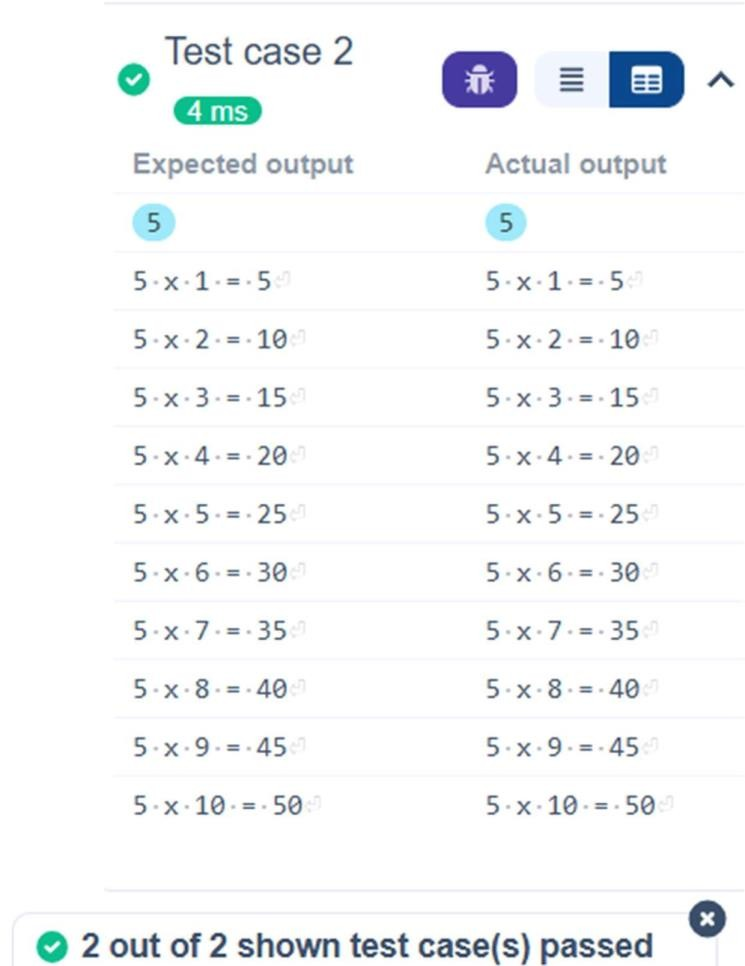 Test case 2
4 ms
Expected output Actual output
5 5
5·x·1·=·5⏎ 5·x·1·=·5⏎
5·x·2·=·10⏎ 5·x·2·=·10⏎
5·x·3·=·15⏎ 5·x·3·=·15⏎
5·x·4·=·20⏎ 5·x·4·=·20⏎
5·x·5·=·25⏎ 5·x·5·=·25⏎
5·x·6·=·30⏎ 5·x·6·=·30⏎
5·x·7·=·35⏎ 5·x·7·=·35⏎
5·x·8·=·40⏎ 5·x·8·=·40⏎
5·x·9·=·45⏎ 5·x·9·=·45⏎
5·x·10·=·50⏎ 5·x·10·=·50⏎
2 out of 2 shown test case(s) passed